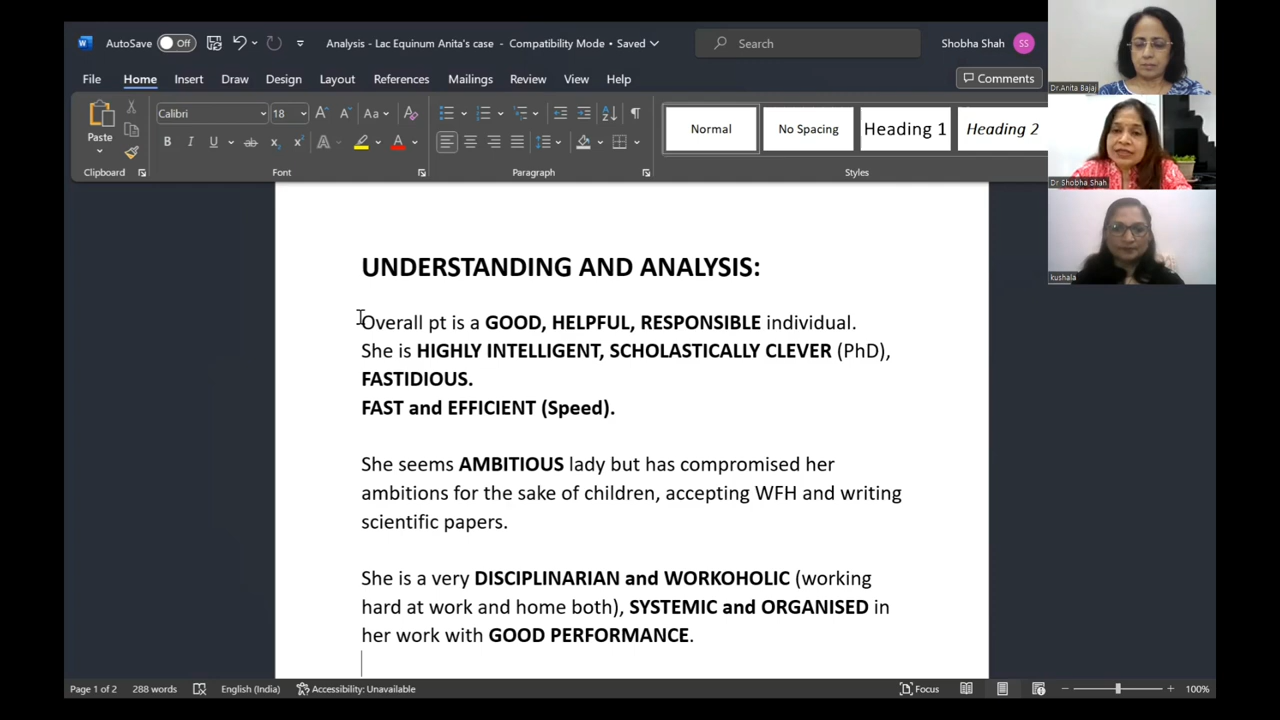 AutoSave Off Analysis - Lac Equinum Anita's case - Compatibility Mode • Saved Search Shobha Shah SS
File Home Insert Draw Design Layout References Mailings Review View Help Comments
Paste Calibri 18 Aa B I U ab x₂ x² A A ¶ Normal No Spacing Heading 1 Heading 2
Clipboard Font Paragraph Styles
Dr.Anita Bajaj
Dr Shobha Shah
kushala
UNDERSTANDING AND ANALYSIS:
Overall pt is a GOOD, HELPFUL, RESPONSIBLE individual.
She is HIGHLY INTELLIGENT, SCHOLASTICALLY CLEVER (PhD),
FASTIDIOUS.
FAST and EFFICIENT (Speed).
She seems AMBITIOUS lady but has compromised her
ambitions for the sake of children, accepting WFH and writing
scientific papers.
She is a very DISCIPLINARIAN and WORKOHOLIC (working
hard at work and home both), SYSTEMIC and ORGANISED in
her work with GOOD PERFORMANCE.
Page 1 of 2 288 words English (India) Accessibility: Unavailable Focus 100%